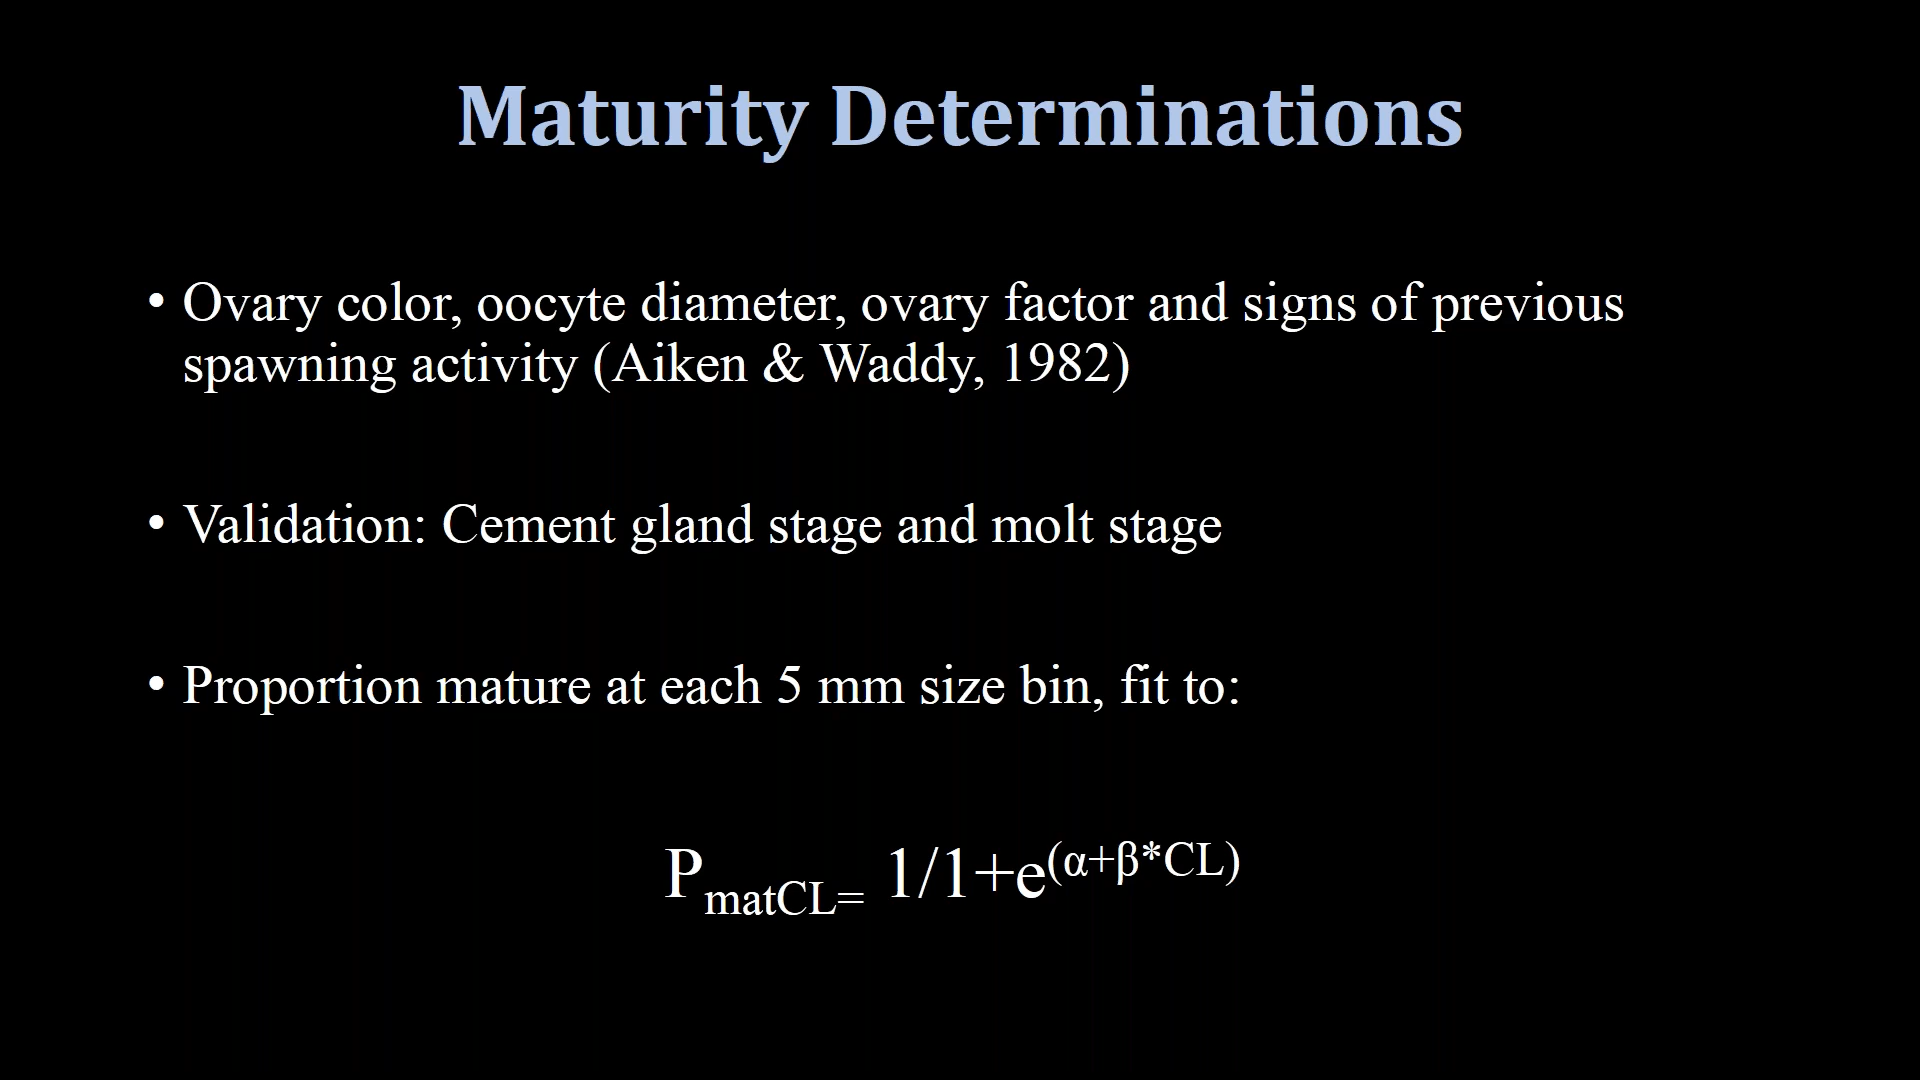 Maturity Determinations
• Ovary color, oocyte diameter, ovary factor and signs of previous
spawning activity (Aiken & Waddy, 1982)
• Validation: Cement gland stage and molt stage
• Proportion mature at each 5 mm size bin, fit to:
P_matCL= 1/1+e^(α+β*CL)